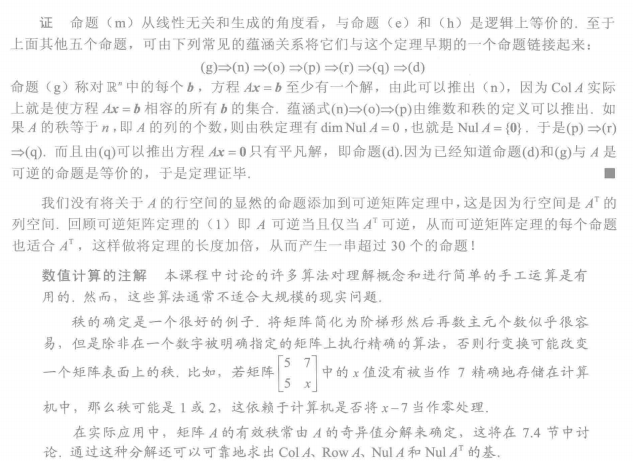 证 命题（m）从线性无关和生成的角度看，与命题（e）和（h）是逻辑上等价的. 至于
上面其他五个命题，可由下列常见的蕴涵关系将它们与这个定理早期的一个命题链接起来：
(g)⇒(n) ⇒(o) ⇒(p) ⇒(r) ⇒(q) ⇒(d)
命题（g）称对 ℝⁿ 中的每个 b，方程 Ax = b 至少有一个解，由此可以推出（n），因为 Col A 实际
上就是使方程 Ax = b 相容的所有 b 的集合. 蕴涵式(n)⇒(o)⇒(p)由维数和秩的定义可以推出. 如
果 A 的秩等于 n，即 A 的列的个数，则由秩定理有 dim Nul A = 0，也就是 Nul A = {0}. 于是(p) ⇒(r)
⇒(q). 而且由(q)可以推出方程 Ax = 0 只有平凡解，即命题(d).因为已经知道命题(d)和(g)与 A 是
可逆的命题是等价的，于是定理证毕. ■
我们没有将关于 A 的行空间的显然的命题添加到可逆矩阵定理中，这是因为行空间是 Aᵀ 的
列空间. 回顾可逆矩阵定理的（1）即 A 可逆当且仅当 Aᵀ 可逆，从而可逆矩阵定理的每个命题
也适合 Aᵀ，这样做将定理的长度加倍，从而产生一串超过 30 个的命题！
数值计算的注解 本课程中讨论的许多算法对理解概念和进行简单的手工运算是有
用的. 然而，这些算法通常不适合大规模的现实问题.
秩的确定是一个很好的例子. 将矩阵简化为阶梯形然后再数主元个数似乎很容
易，但是除非在一个数字被明确指定的矩阵上执行精确的算法，否则行变换可能改变
一个矩阵表面上的秩. 比如，若矩阵[5 7; 5 x]中的 x 值没有被当作 7 精确地存储在计算
机中，那么秩可能是 1 或 2，这依赖于计算机是否将 x－7 当作零处理.
在实际应用中，矩阵 A 的有效秩常由 A 的奇异值分解来确定，这将在 7.4 节中讨
论. 通过这种分解还可以可靠地求出 Col A、Row A、Nul A 和 Nul Aᵀ 的基.